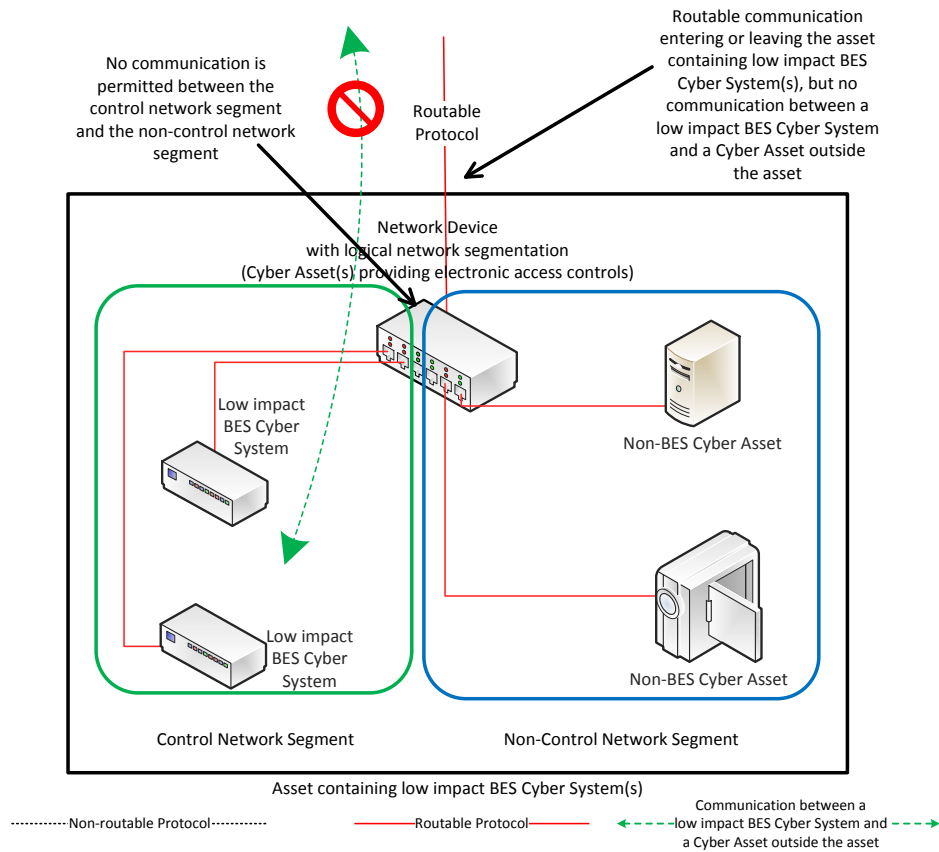 No communication is
permitted between the
control network segment
and the non-control network
segment
Routable
Protocol
Routable communication
entering or leaving the asset
containing low impact BES
Cyber System(s), but no
communication between a
low impact BES Cyber System
and a Cyber Asset outside
the asset
Network Device
with logical network segmentation
(Cyber Asset(s) providing electronic access controls)
Low impact
BES Cyber
System
Non-BES Cyber Asset
Low impact
BES Cyber
System
Non-BES Cyber Asset
Control Network Segment
Non-Control Network Segment
Asset containing low impact BES Cyber System(s)
Non-routable Protocol
Routable Protocol
Communication between a
low impact BES Cyber System and
a Cyber Asset outside the asset